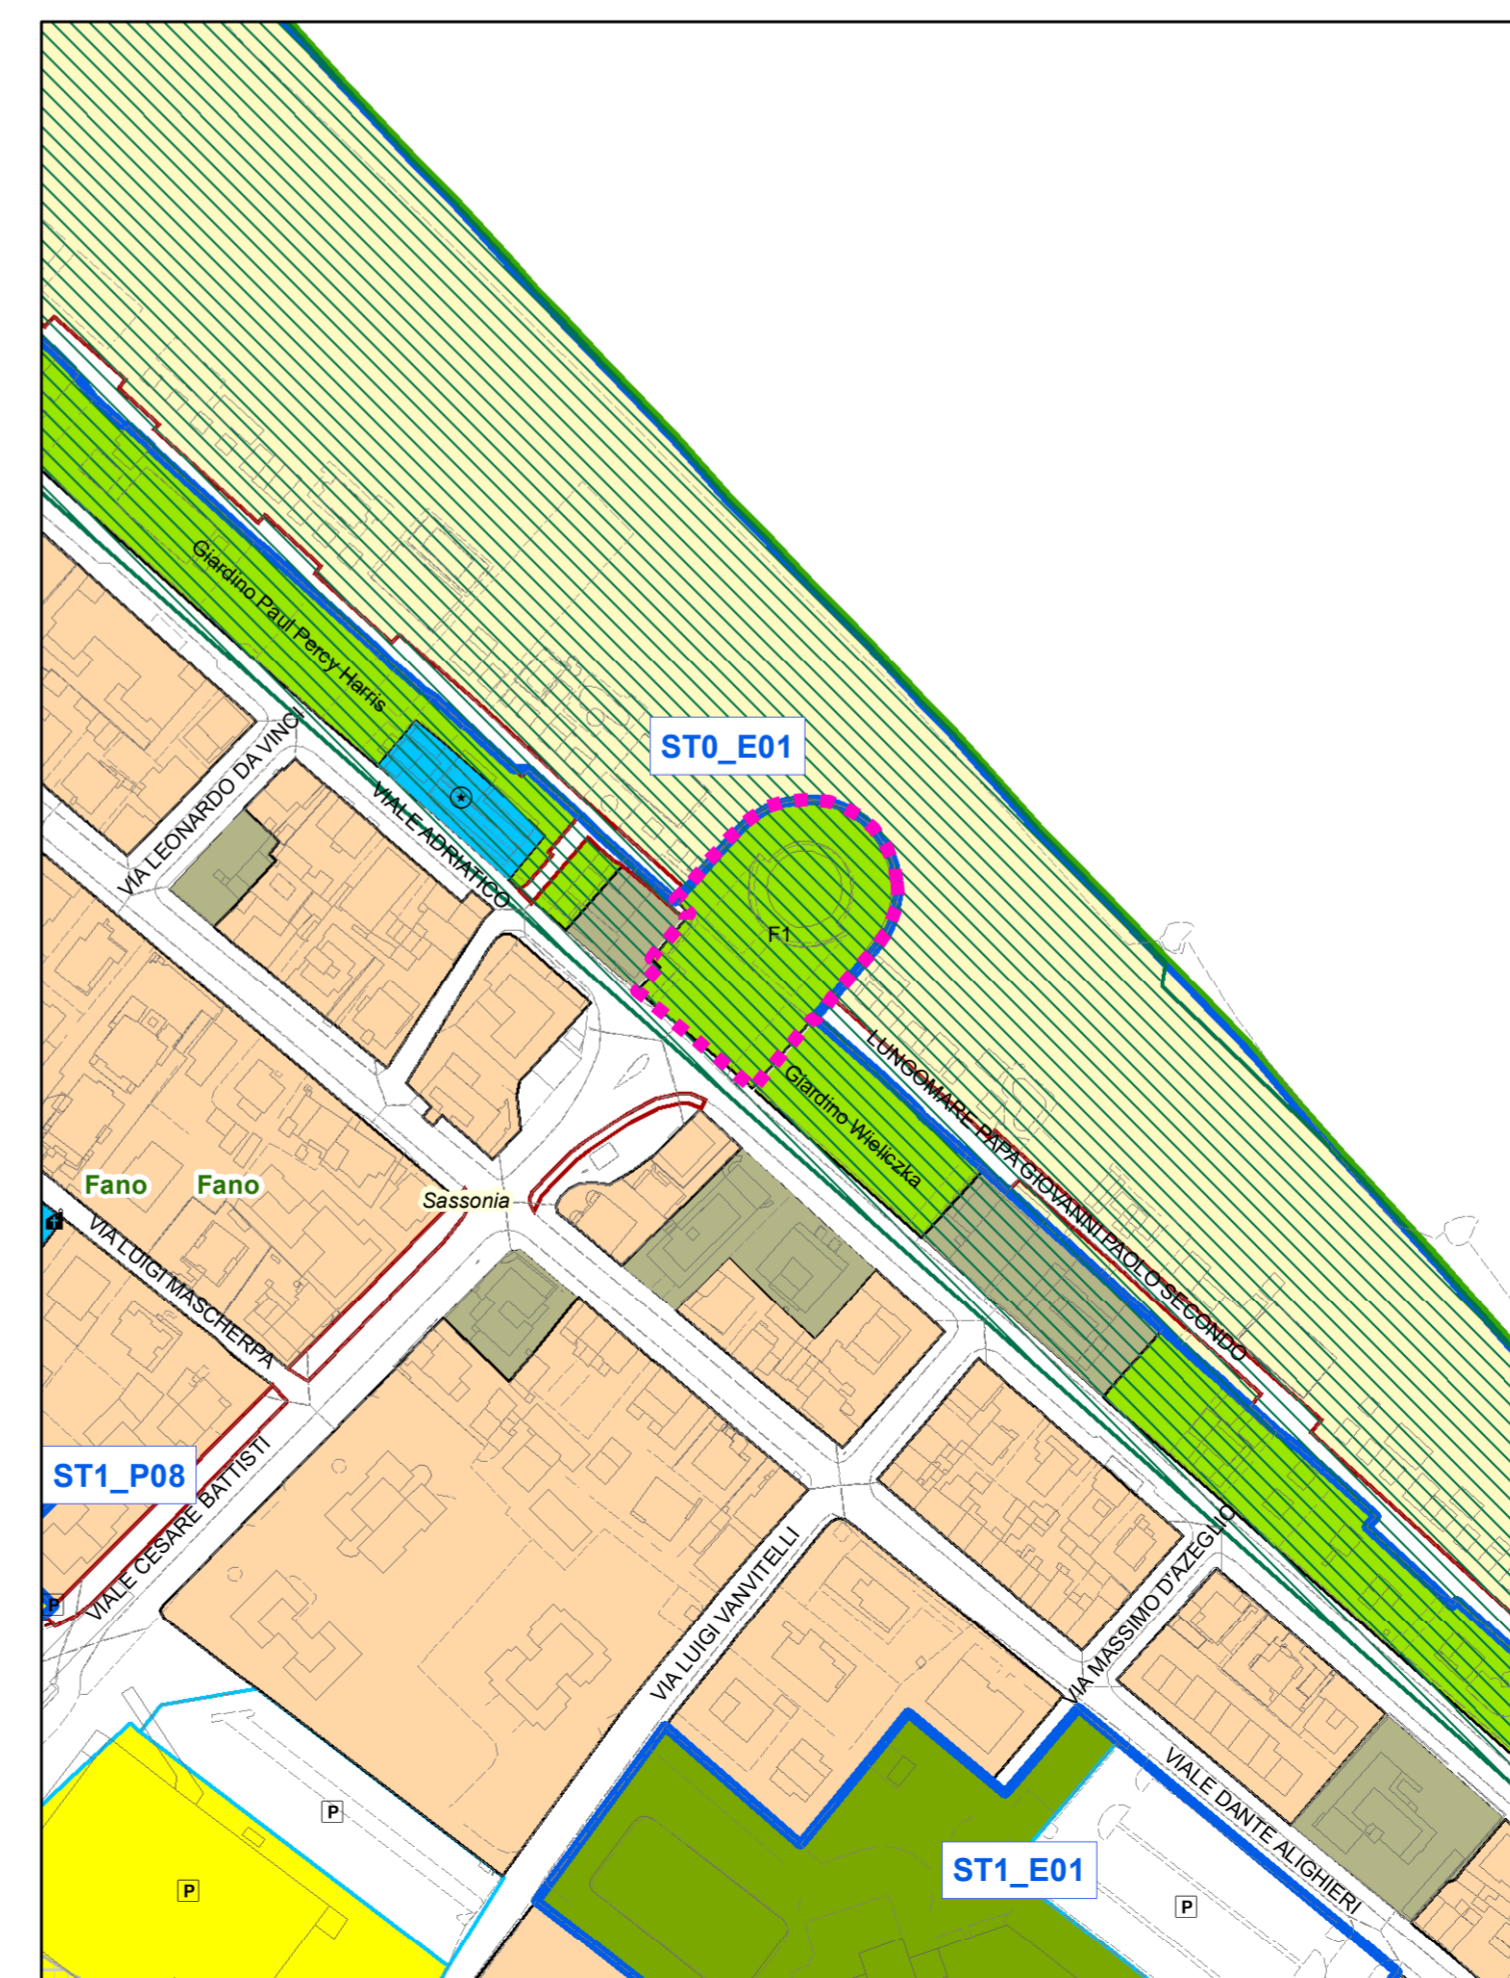 Giardino Paul Percy Harris
VIA LEONARDO DA VINCI
ST0_E01
VIALE ADRIATICO
F1
LUNGOMARE PAPA GIOVANNI PAOLO SECONDO
Giardino Wieliczka
Fano
Fano
Sassonia
VIA LUIGI MASCHERPA
ST1_P08
VIALE CESARE BATTISTI
P
VIA LUIGI VANVITELLI
VIA MASSIMO D'AZEGLIO
P
VIALE DANTE ALIGHIERI
ST1_E01
P
P